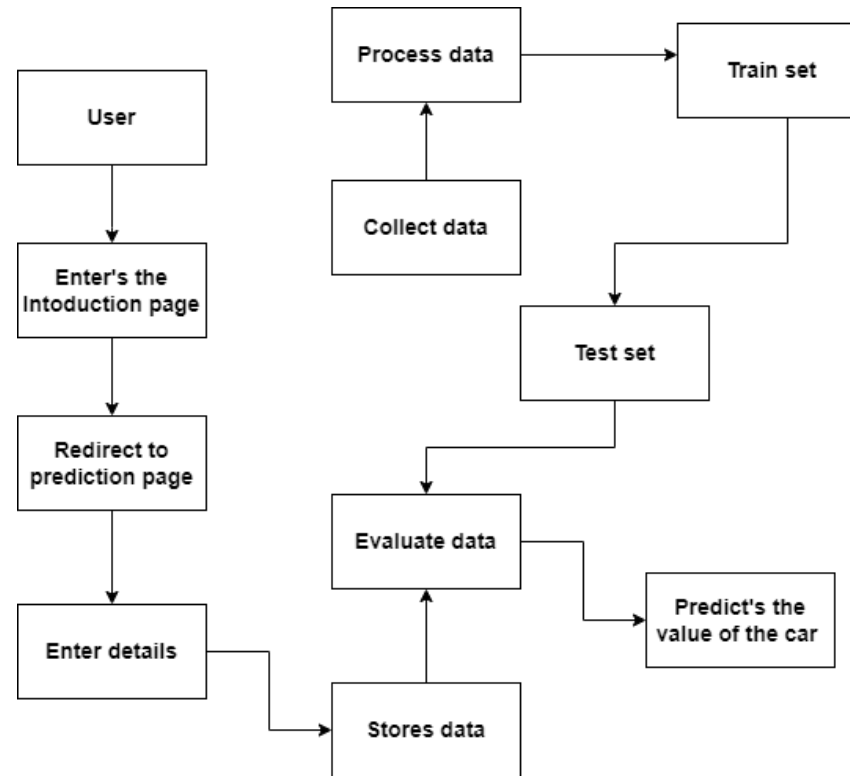 Process data
Train set
User
Collect data
Enter's the
Intoduction page
Test set
Redirect to
prediction page
Evaluate data
Predict's the
value of the car
Enter details
Stores data